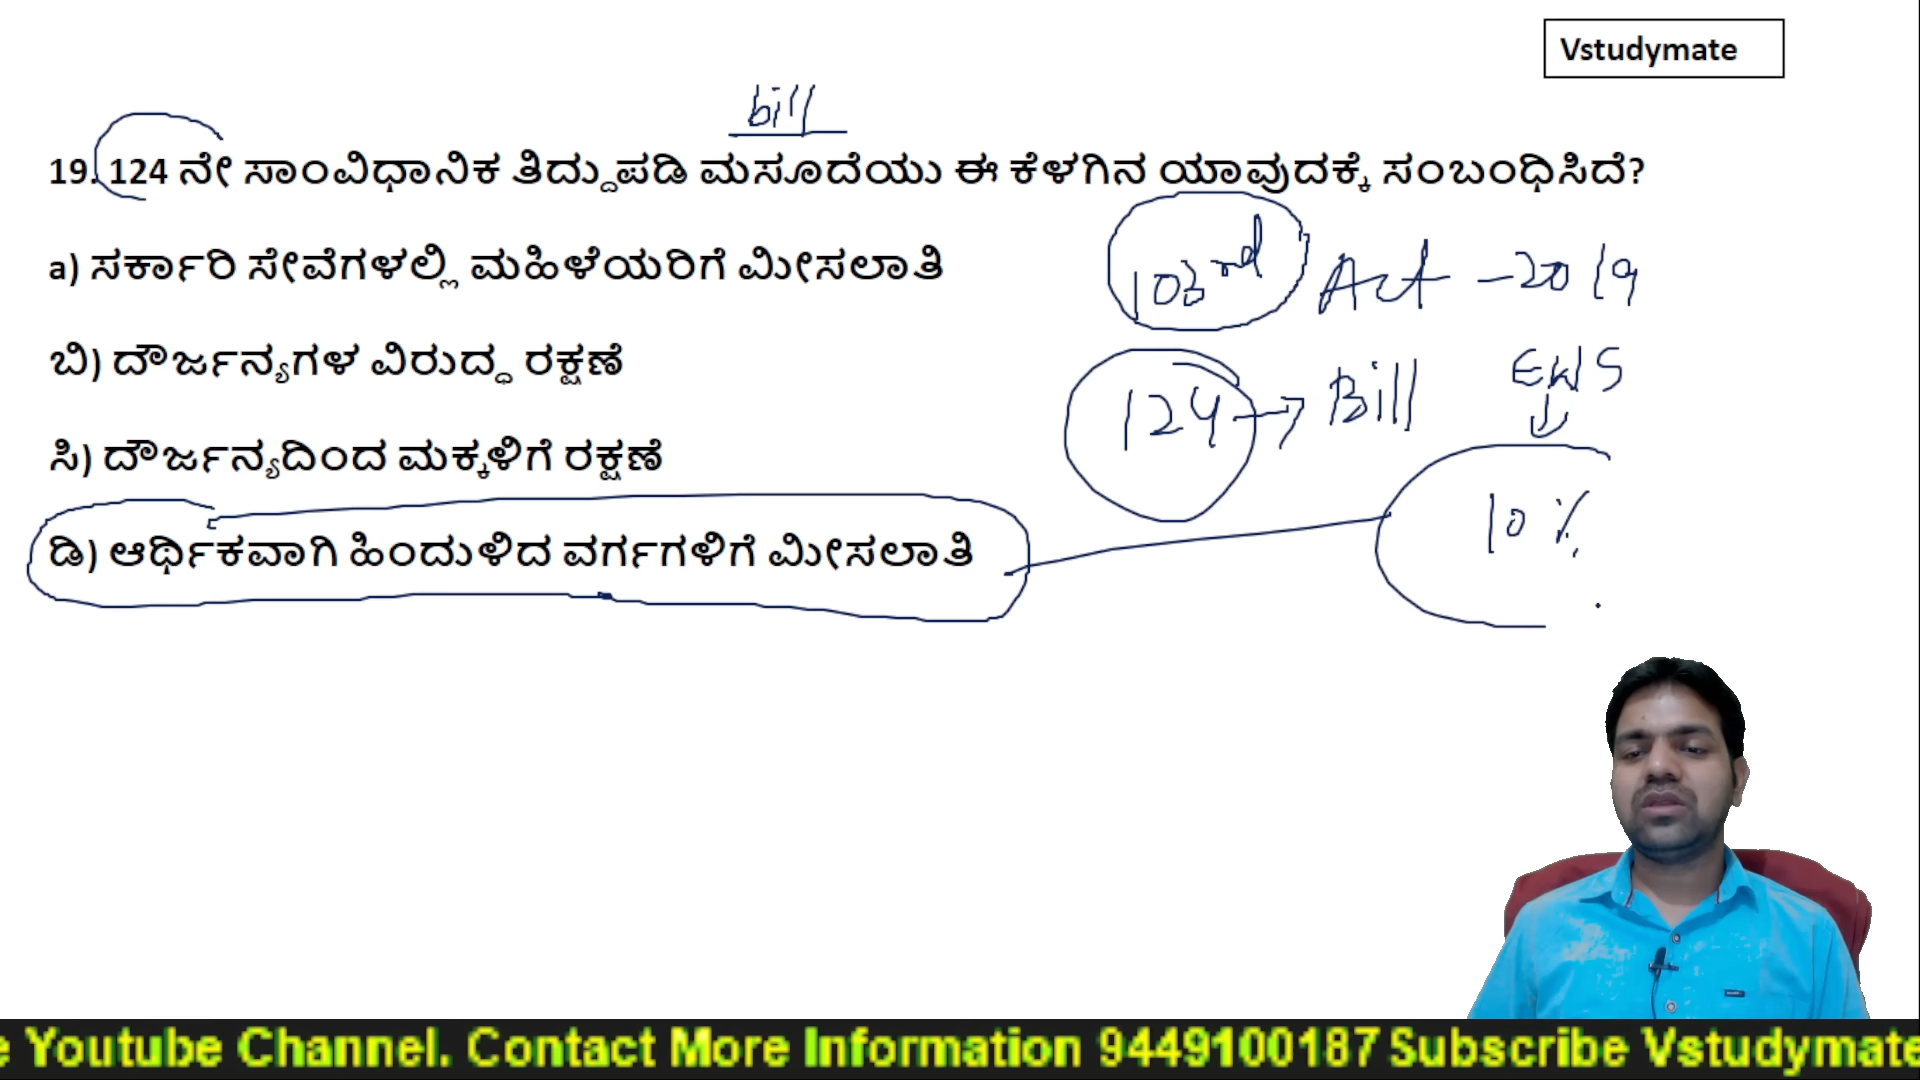 Vstudymate
bill
19. 124 ನೇ ಸಾಂವಿಧಾನಿಕ ತಿದ್ದುಪಡಿ ಮಸೂದೆಯು ಈ ಕೆಳಗಿನ ಯಾವುದಕ್ಕೆ ಸಂಬಂಧಿಸಿದೆ?
a) ಸರ್ಕಾರಿ ಸೇವೆಗಳಲ್ಲಿ ಮಹಿಳೆಯರಿಗೆ ಮೀಸಲಾತಿ
103rd Act - 2019
ಬಿ) ದೌರ್ಜನ್ಯಗಳ ವಿರುದ್ಧ ರಕ್ಷಣೆ
124 → Bill
EWS
ಸಿ) ದೌರ್ಜನ್ಯದಿಂದ ಮಕ್ಕಳಿಗೆ ರಕ್ಷಣೆ
10%
ಡಿ) ಆರ್ಥಿಕವಾಗಿ ಹಿಂದುಳಿದ ವರ್ಗಗಳಿಗೆ ಮೀಸಲಾತಿ
e Youtube Channel. Contact More Information 9449100187 Subscribe Vstudymate